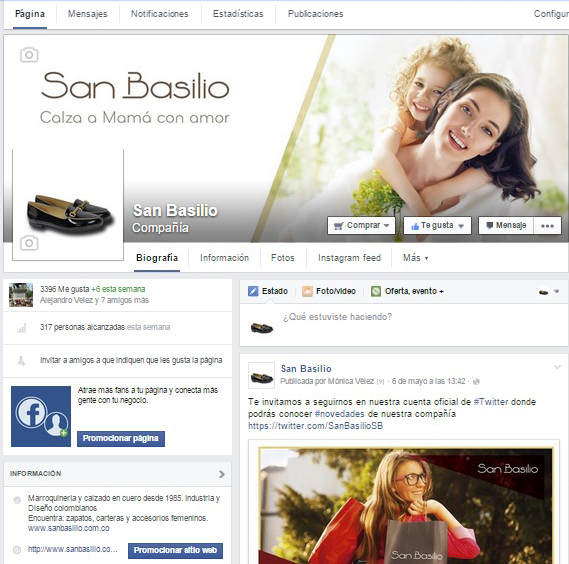 Página Mensajes Notificaciones Estadísticas Publicaciones Configur
San Basilio
Calza a Mamá con amor
San Basilio
Compañía
Comprar Te gusta Mensaje
Biografía Información Fotos Instagram feed Más
3396 Me gusta +6 esta semana
Alejandro Velez y 7 amigos más
317 personas alcanzadas esta semana
Invitar a amigos a que indiquen que les gusta la página
Atrae más fans a tu página y conecta más
gente con tu negocio.
Promocionar página
INFORMACIÓN
Marroquinería y calzado en cuero desde 1985. Industria y
Diseño colombianos
Encuentra: zapatos, carteras y accesorios femeninos.
www.sanbasilio.com.co
http://www.sanbasilio.co... Promocionar sitio web
Estado Foto/video Oferta, evento +
¿Qué estuviste haciendo?
San Basilio
Publicada por Mónica Vélez [?] · 6 de mayo a las 13:42 ·
Te invitamos a seguirnos en nuestra cuenta oficial de #Twitter donde
podrás conocer #novedades de nuestra compañía
https://twitter.com/SanBasilioSB
San Basilio
San Basilio